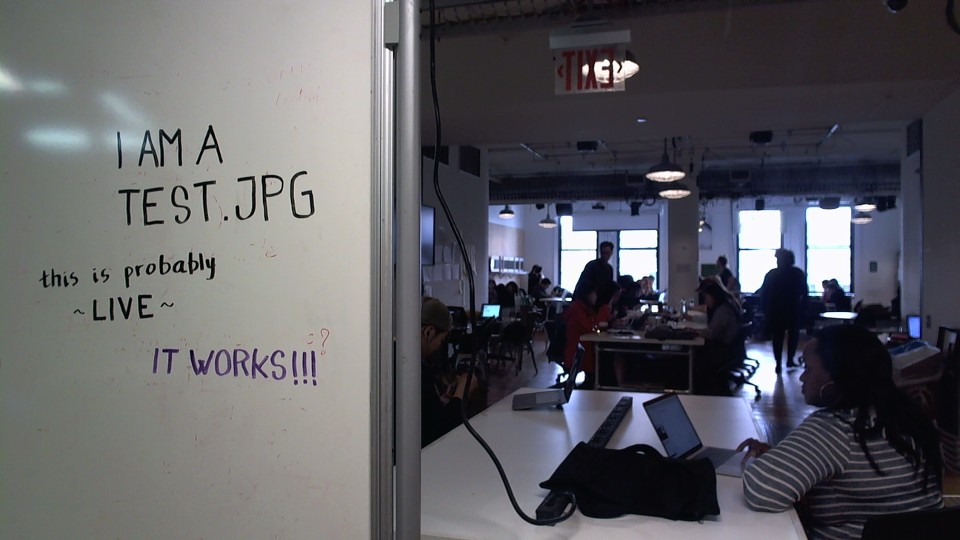 I AM A
TEST.JPG
this is probably
~LIVE~
IT WORKS!!!
:?
EXIT